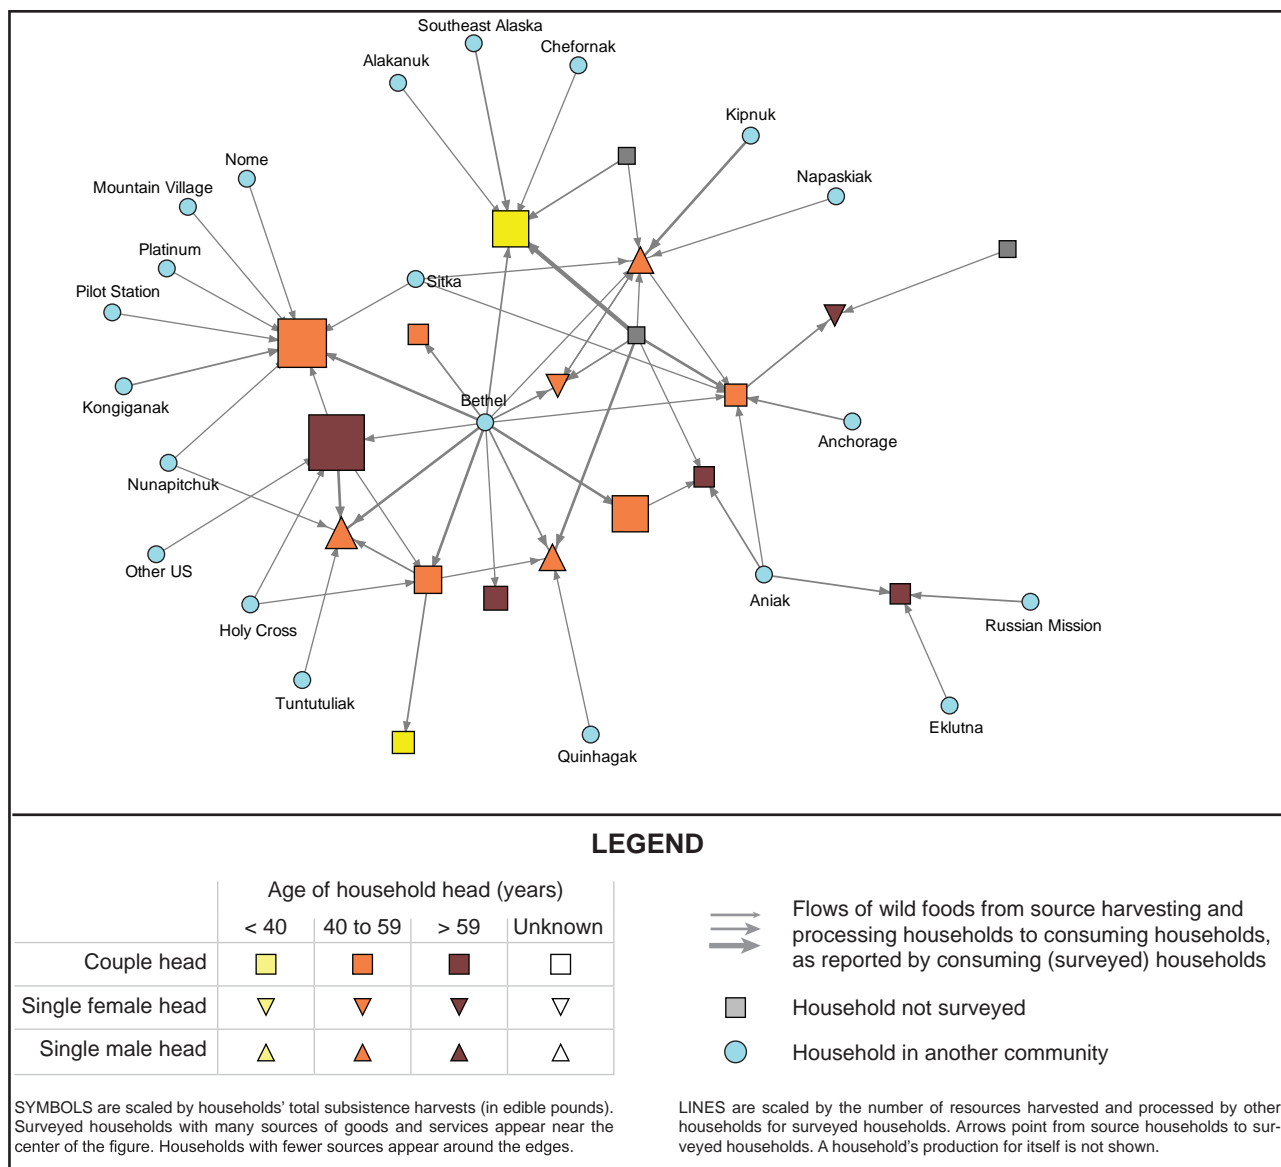 Southeast Alaska
Chefornak
Alakanuk
Kipnuk
Nome
Napaskiak
Mountain Village
Platinum
Sitka
Pilot Station
Kongiganak
Bethel
Anchorage
Nunapitchuk
Other US
Aniak
Holy Cross
Russian Mission
Tuntutuliak
Eklutna
Quinhagak
LEGEND
Age of household head (years)
< 40 40 to 59 > 59 Unknown
Couple head
Single female head
Single male head
Flows of wild foods from source harvesting and
processing households to consuming households,
as reported by consuming (surveyed) households
Household not surveyed
Household in another community
SYMBOLS are scaled by households' total subsistence harvests (in edible pounds).
Surveyed households with many sources of goods and services appear near the
center of the figure. Households with fewer sources appear around the edges.
LINES are scaled by the number of resources harvested and processed by other
households for surveyed households. Arrows point from source households to sur-
veyed households. A household's production for itself is not shown.